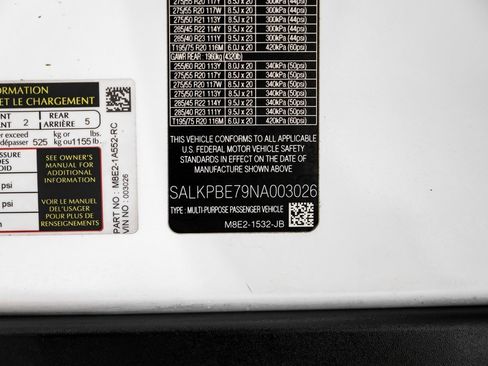 ORMATION
ET LE CHARGEMENT
NT 2 REAR ARRIÈRE 5
er exceed kg or lbs.
dépasser 525 kg ou 1155 lb.
SSURE
DES
OID
psi
psi
SEE OWNER'S
MANUAL FOR
ADDITIONAL
INFORMATION
VOIR LE MANUEL
DE L'USAGER
POUR PLUS DE
RENSEIGNEMENTS
PART NO : M8E2-1A552-RC
VIN NO : 003026
275/55 R20 117Y 8.5J x 20 300kPa (44psi)
275/55 R20 117W 8.5J x 20 300kPa (44psi)
275/50 R21 113Y 8.5J x 21 300kPa (44psi)
285/45 R22 114Y 9.5J x 22 300kPa (44psi)
285/40 R23 111Y 9.5J x 23 300kPa (44psi)
T195/75 R20 116M 6.0J x 20 420kPa (60psi)
GAWR REAR 1960kg (4320lb)
255/60 R20 113Y 8.5J x 20 340kPa (50psi)
275/55 R20 117Y 8.5J x 20 340kPa (50psi)
275/55 R20 117W 8.5J x 20 340kPa (50psi)
275/50 R21 113Y 8.5J x 21 340kPa (50psi)
285/45 R22 114Y 9.5J x 22 340kPa (50psi)
285/40 R23 111Y 9.5J x 23 340kPa (50psi)
T195/75 R20 116M 6.0J x 20 420kPa (60psi)
THIS VEHICLE CONFORMS TO ALL APPLICABLE
U.S. FEDERAL MOTOR VEHICLE SAFETY
STANDARDS IN EFFECT ON THE DATE OF
MANUFACTURE SHOWN ABOVE
SALKPBE79NA003026
TYPE : MULTI-PURPOSE PASSENGER VEHICLE
M8E2-1532-JB